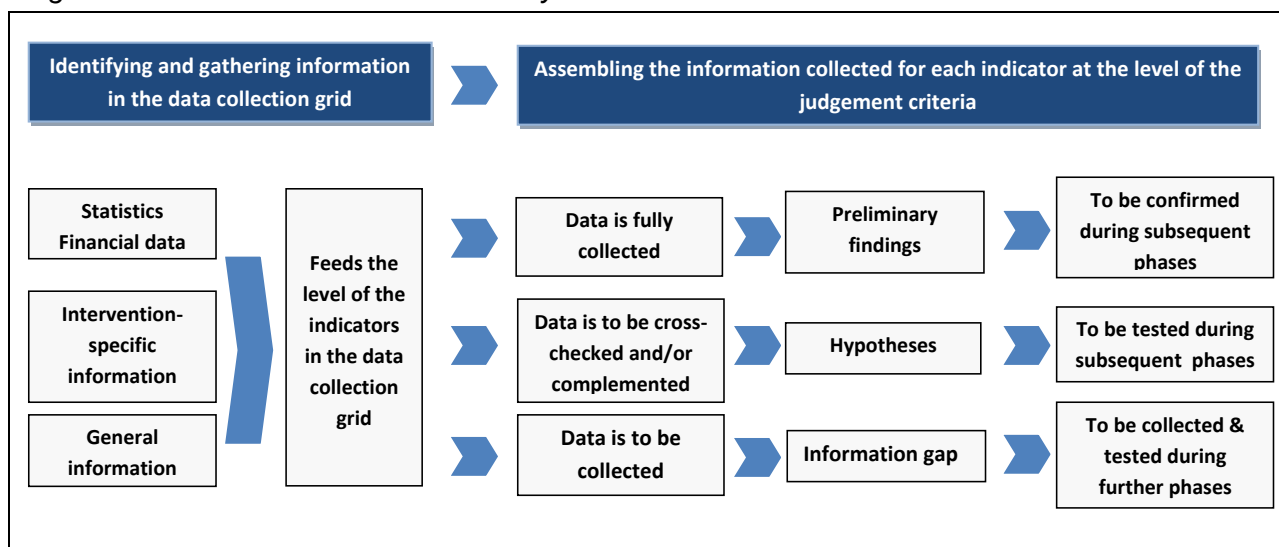 Identifying and gathering information
in the data collection grid
Assembling the information collected for each indicator at the level of the
judgement criteria
Statistics
Financial data
Intervention-
specific
information
General
information
Feeds the
level of the
indicators
in the data
collection
grid
Data is fully
collected
Preliminary
findings
To be confirmed
during subsequent
phases
Data is to be cross-
checked and/or
complemented
Hypotheses
To be tested during
subsequent phases
Data is to be
collected
Information gap
To be collected &
tested during
further phases